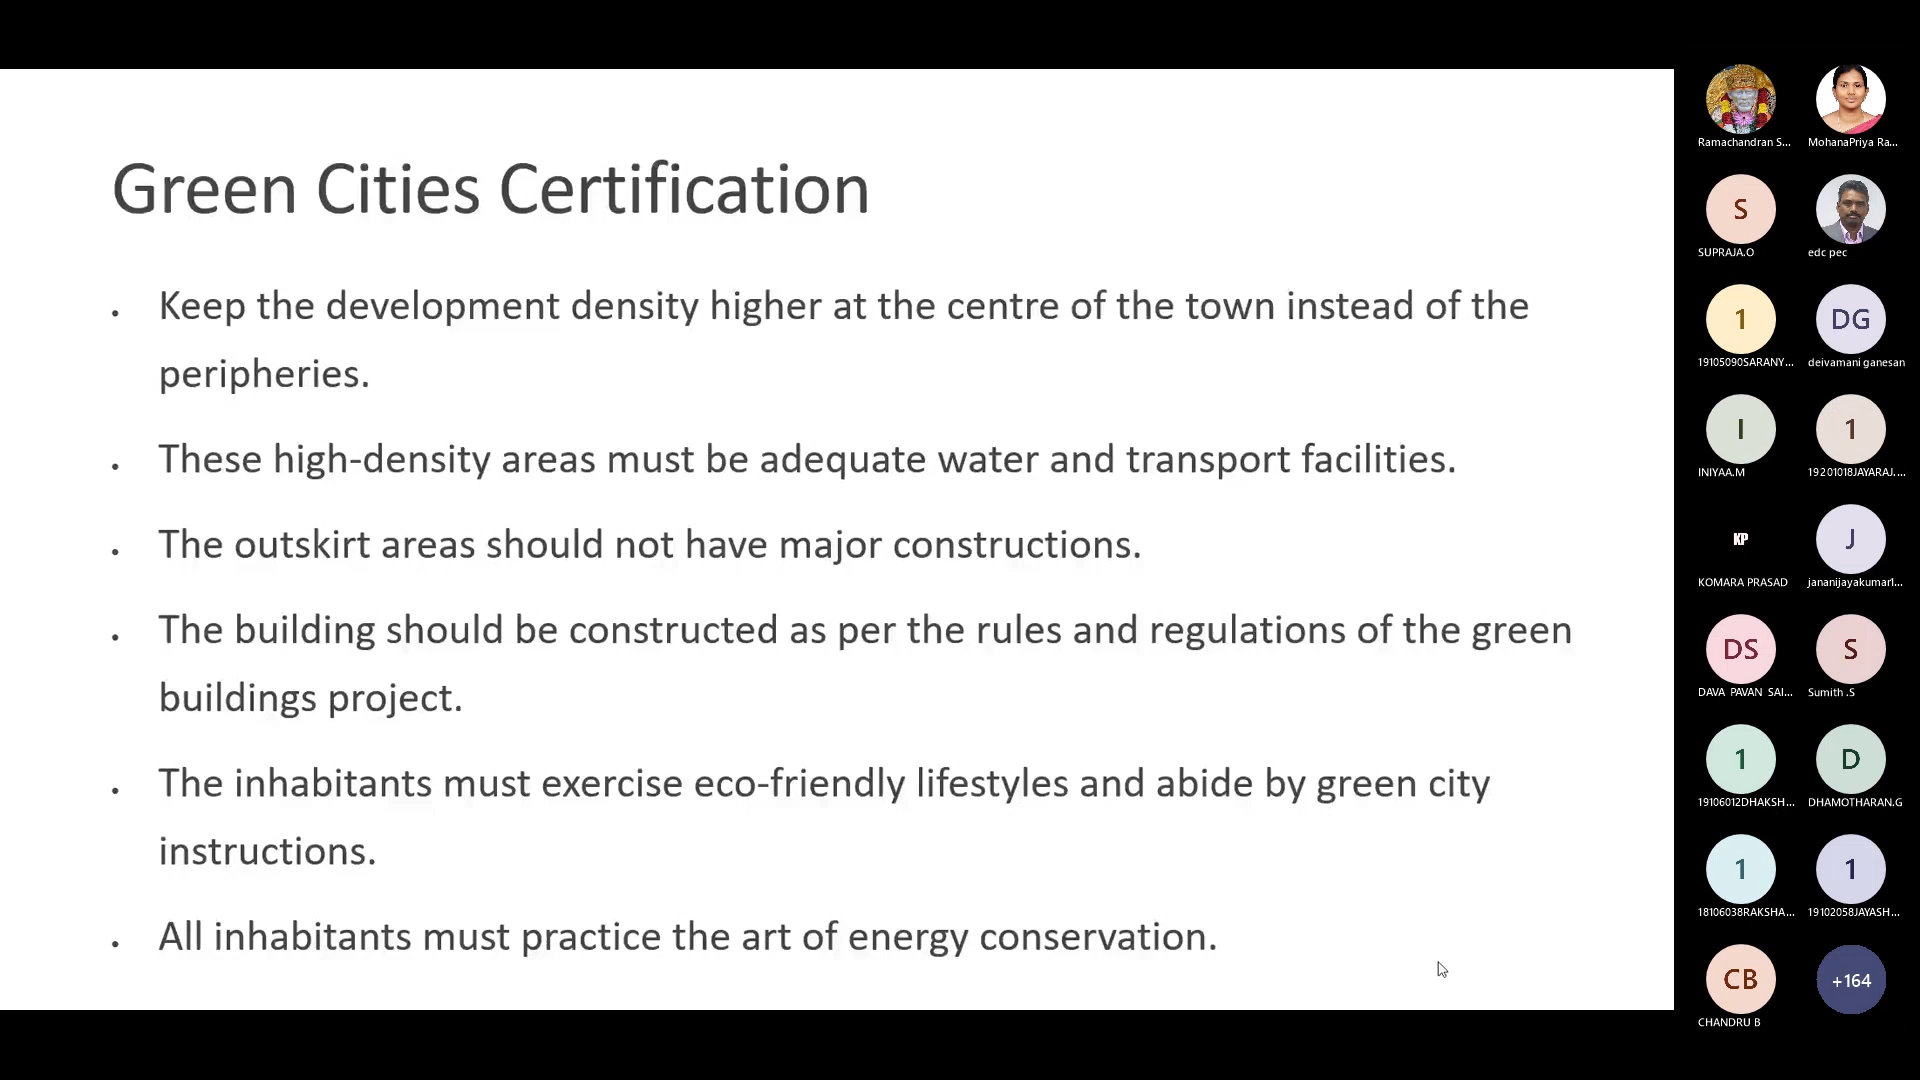 Green Cities Certification
• Keep the development density higher at the centre of the town instead of the
peripheries.
• These high-density areas must be adequate water and transport facilities.
• The outskirt areas should not have major constructions.
• The building should be constructed as per the rules and regulations of the green
buildings project.
• The inhabitants must exercise eco-friendly lifestyles and abide by green city
instructions.
• All inhabitants must practice the art of energy conservation.
Ramachandran S...
MohanaPriya Ra...
S
SUPRAJA.O
edc pec
1
19105090SARANY...
DG
deivamani ganesan
I
INIYAA.M
1
19201018JAYARAJ....
KP
KOMARA PRASAD
J
jananijayakumarl...
DS
DAVA PAVAN SAI...
S
Sumith .S
1
19106012DHAKSH...
D
DHAMOTHARAN.G
1
18106038RAKSHA...
1
19102058JAYASH...
CB
CHANDRU B
+164